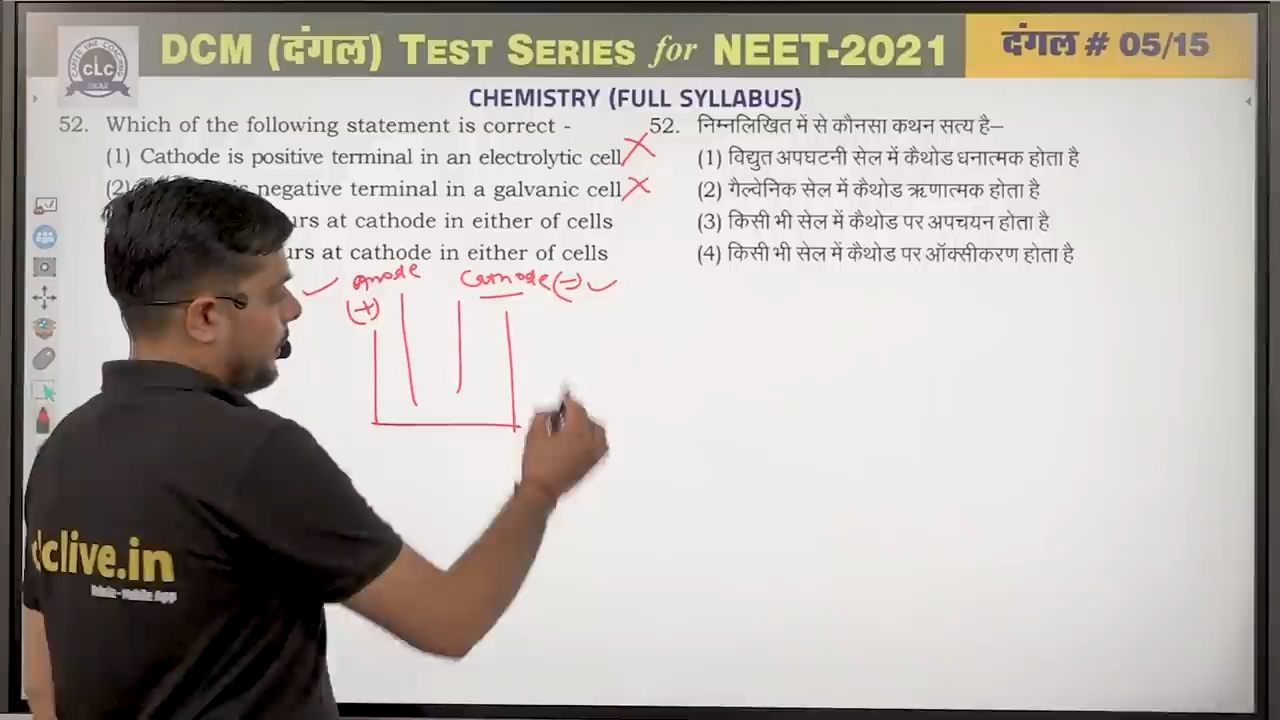 DCM (दंगल) TEST SERIES for NEET-2021
दंगल # 05/15
CLC
CHEMISTRY (FULL SYLLABUS)
52. Which of the following statement is correct -
(1) Cathode is positive terminal in an electrolytic cell
(2) negative terminal in a galvanic cell
at cathode in either of cells
at cathode in either of cells
52. निम्नलिखित में से कौनसा कथन सत्य है–
(1) विद्युत अपघटनी सेल में कैथोड धनात्मक होता है
(2) गैल्वेनिक सेल में कैथोड ऋणात्मक होता है
(3) किसी भी सेल में कैथोड पर अपचयन होता है
(4) किसी भी सेल में कैथोड पर ऑक्सीकरण होता है
Anode
(+)
Cathode (-)
clclive.in